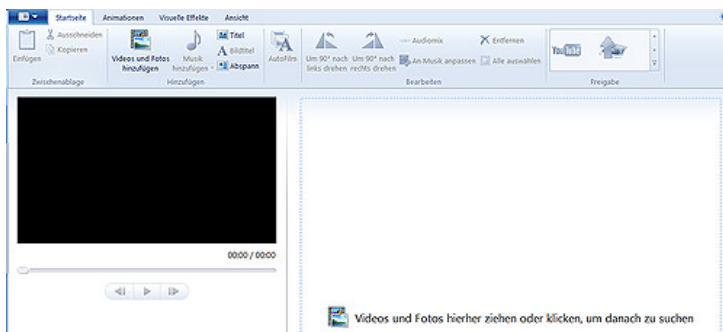 Startseite Animationen Visuelle Effekte Ansicht
Einfügen
Ausschneiden
Kopieren
Zwischenablage
Videos und Fotos
hinzufügen
Musik
hinzufügen
Titel
Bildtitel
Abspann
Hinzufügen
AutoFilm
Um 90° nach
links drehen
Um 90° nach
rechts drehen
Audiomix
An Musik anpassen
Entfernen
Alle auswählen
Bearbeiten
YouTube
Freigabe
00:00 / 00:00
Videos und Fotos hierher ziehen oder klicken, um danach zu suchen